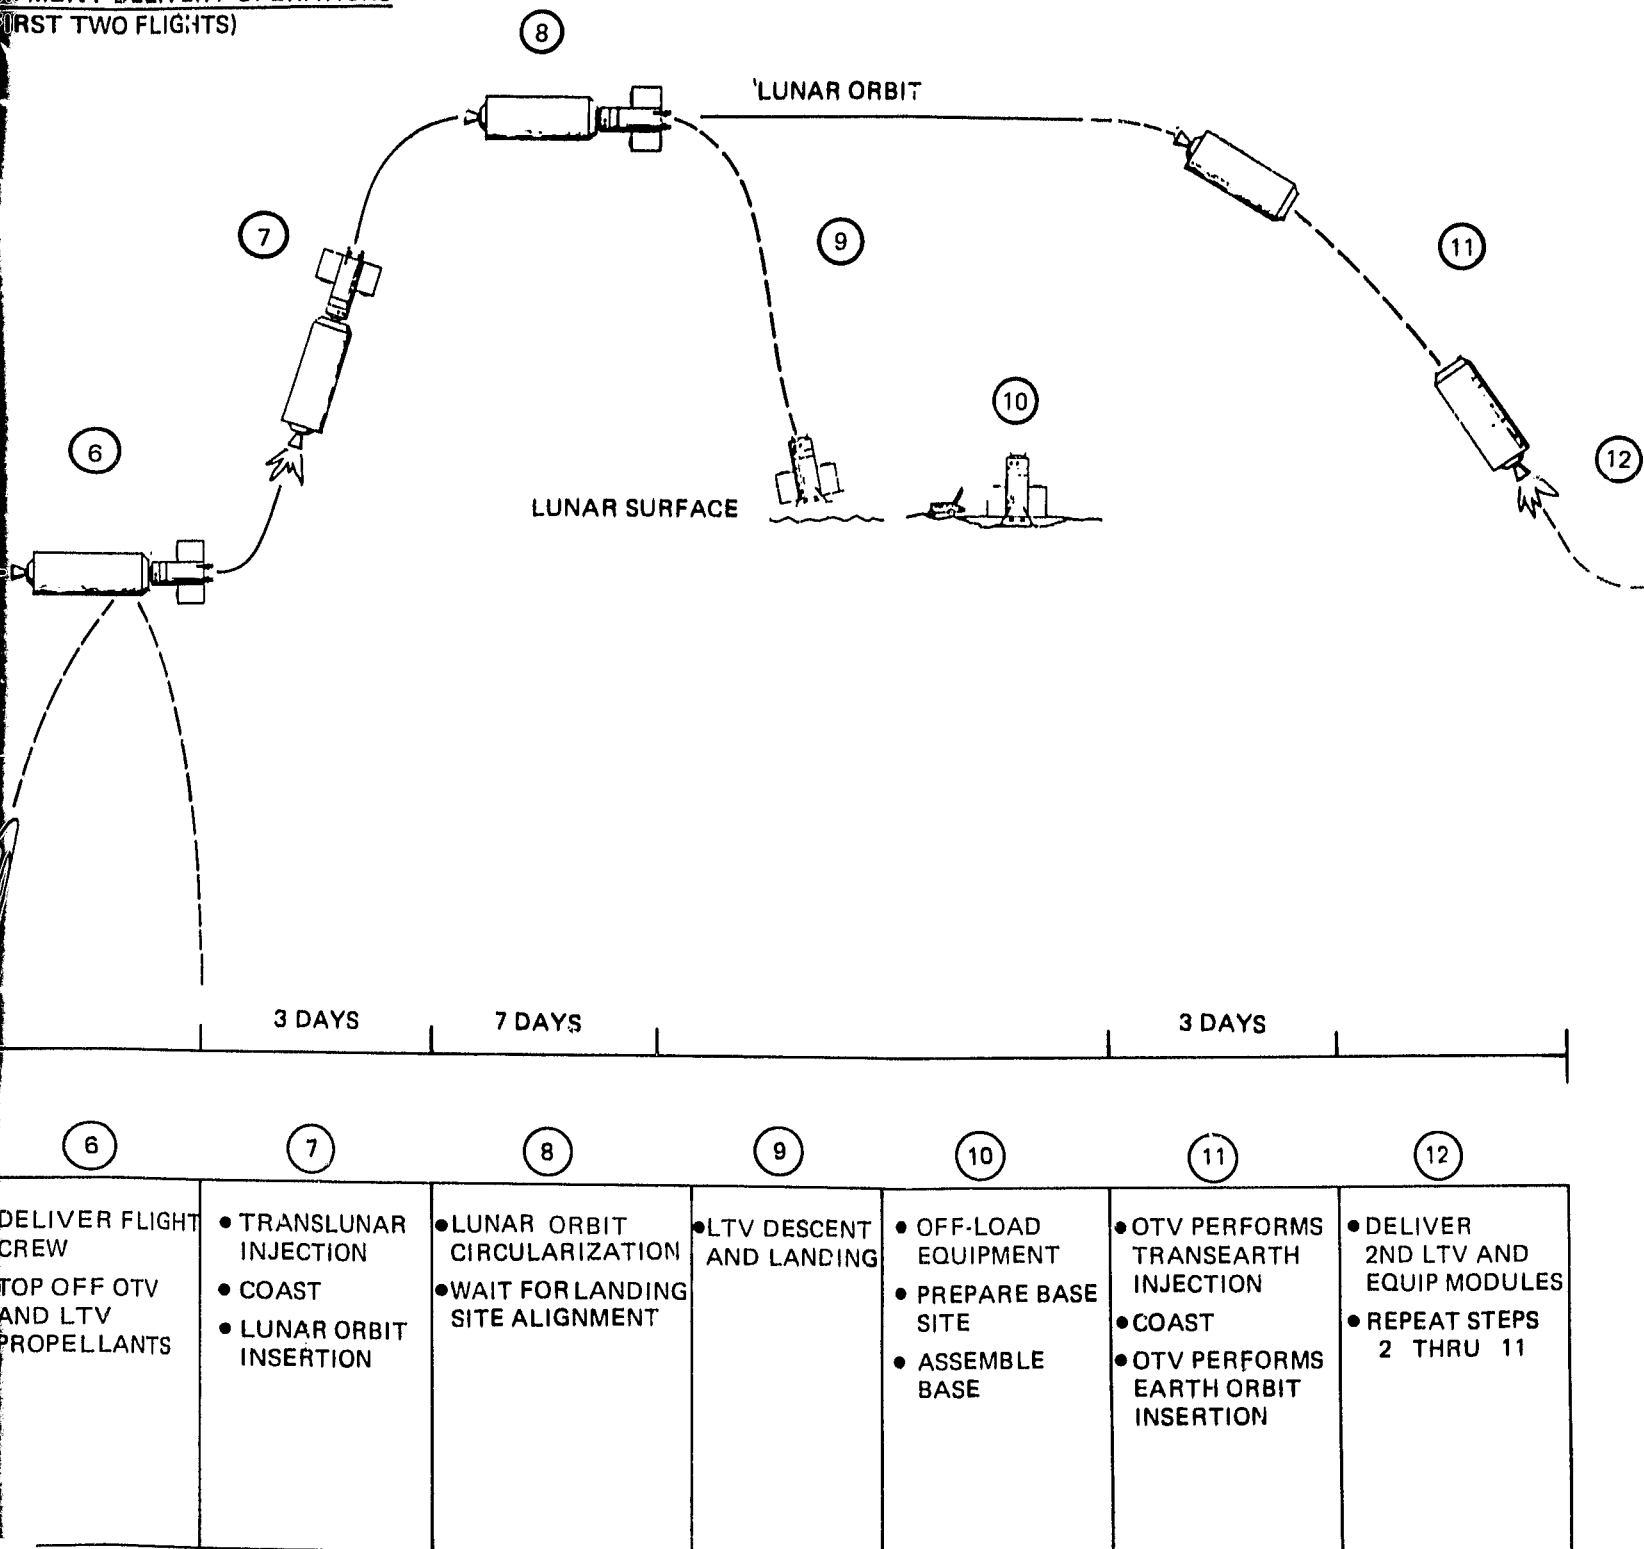 RST TWO FLIGHTS)
8
LUNAR ORBIT
7
9
11
10
6
12
LUNAR SURFACE
3 DAYS
7 DAYS
3 DAYS
6
7
8
9
10
11
12
DELIVER FLIGHT
CREW
TOP OFF OTV
AND LTV
PROPELLANTS
• TRANSLUNAR
INJECTION
• COAST
• LUNAR ORBIT
INSERTION
• LUNAR ORBIT
CIRCULARIZATION
• WAIT FOR LANDING
SITE ALIGNMENT
• LTV DESCENT
AND LANDING
• OFF-LOAD
EQUIPMENT
• PREPARE BASE
SITE
• ASSEMBLE
BASE
• OTV PERFORMS
TRANSEARTH
INJECTION
• COAST
• OTV PERFORMS
EARTH ORBIT
INSERTION
• DELIVER
2ND LTV AND
EQUIP MODULES
• REPEAT STEPS
2 THRU 11